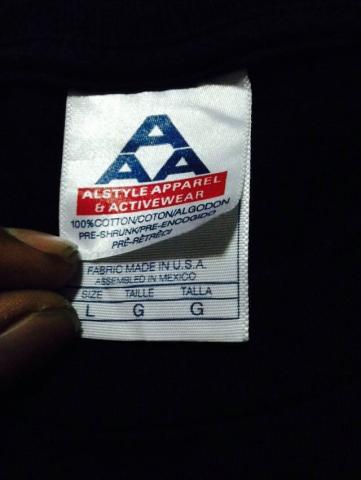 A
A A
ALSTYLE APPAREL
& ACTIVEWEAR
100% COTTON/COTON/ALGODON
PRE-SHRUNK/PRE-ENCOGIDO
PRÉ-RÉTRÉCI
FABRIC MADE IN U.S.A.
ASSEMBLED IN MEXICO
SIZE TAILLE TALLA
L G G